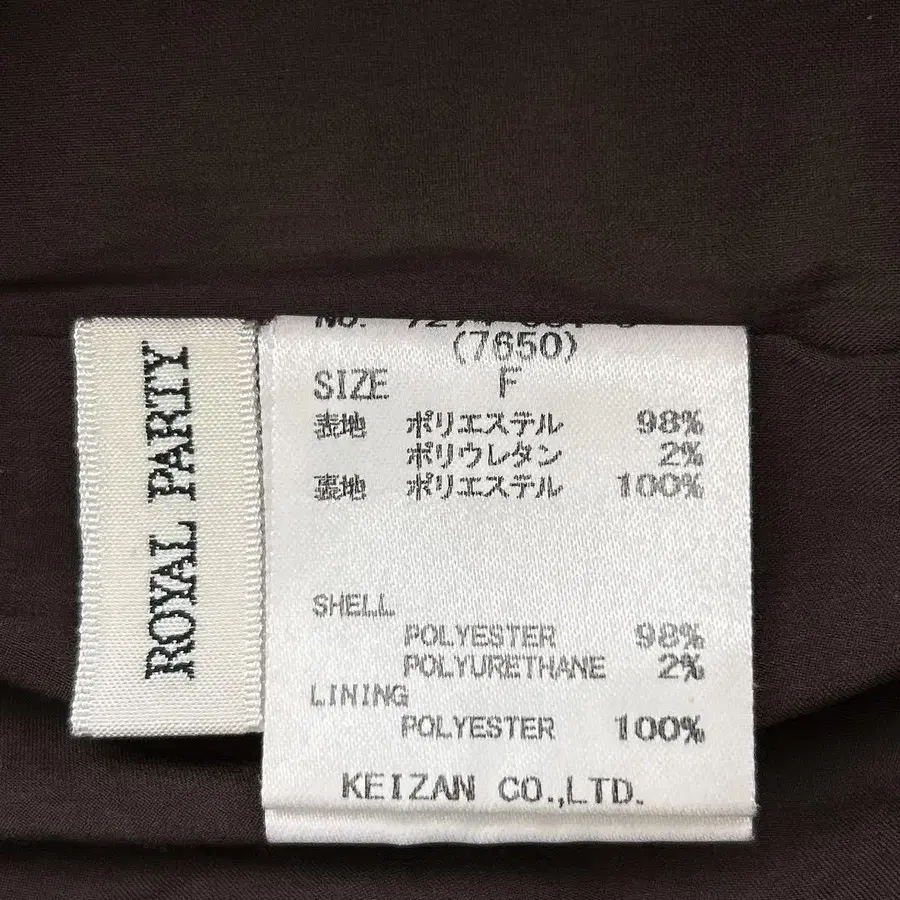 ROYAL PARTY
No.
(7650)
SIZE F
表地 ポリエステル 98%
ポリウレタン 2%
裏地 ポリエステル 100%
SHELL
POLYESTER 98%
POLYURETHANE 2%
LINING
POLYESTER 100%
KEIZAN CO.,LTD.